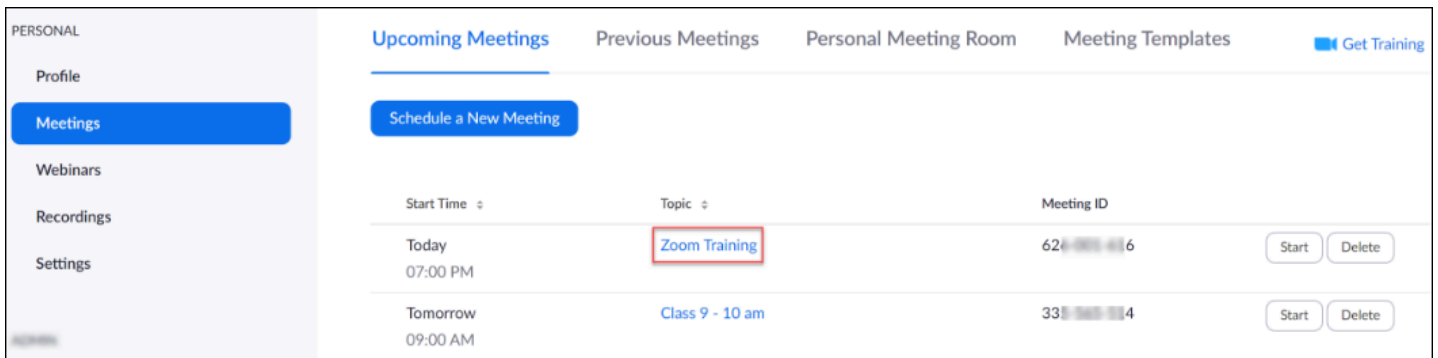 PERSONAL
Profile
Meetings
Webinars
Recordings
Settings
Upcoming Meetings Previous Meetings Personal Meeting Room Meeting Templates Get Training
Schedule a New Meeting
Start Time Topic Meeting ID
Today Zoom Training Start Delete
07:00 PM
Tomorrow Class 9 - 10 am Start Delete
09:00 AM